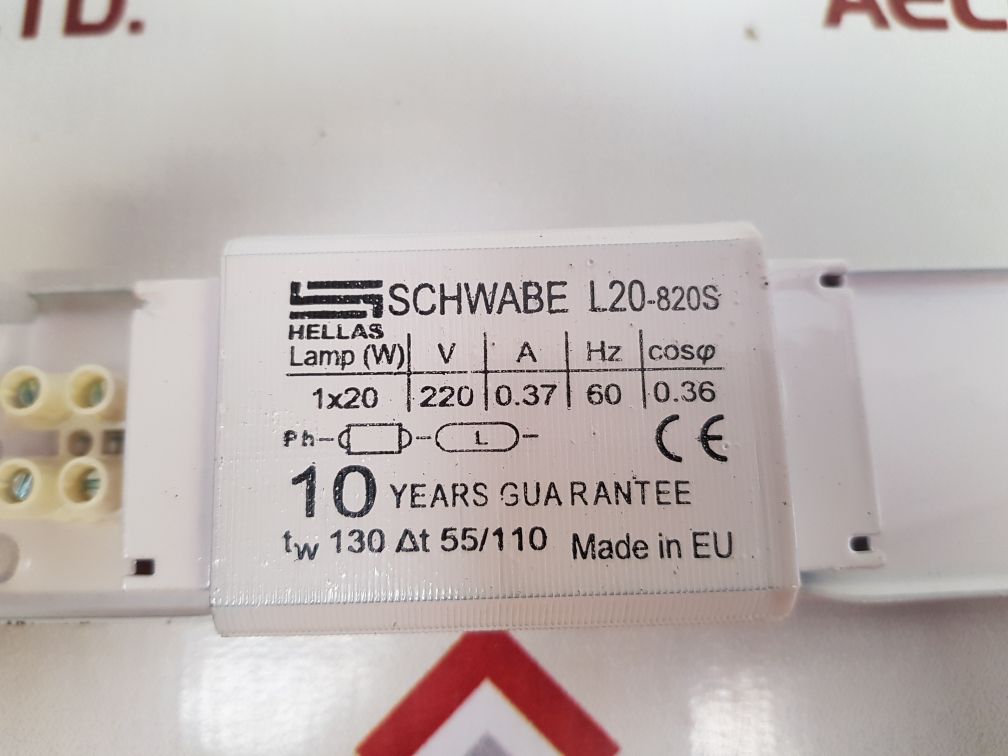 TD.
SCHWABE L20-820S
HELLAS
Lamp (W) V A Hz cosφ
1x20 220 0.37 60 0.36
Ph L
CE
10 YEARS GUARANTEE
tw 130 Δt 55/110 Made in EU